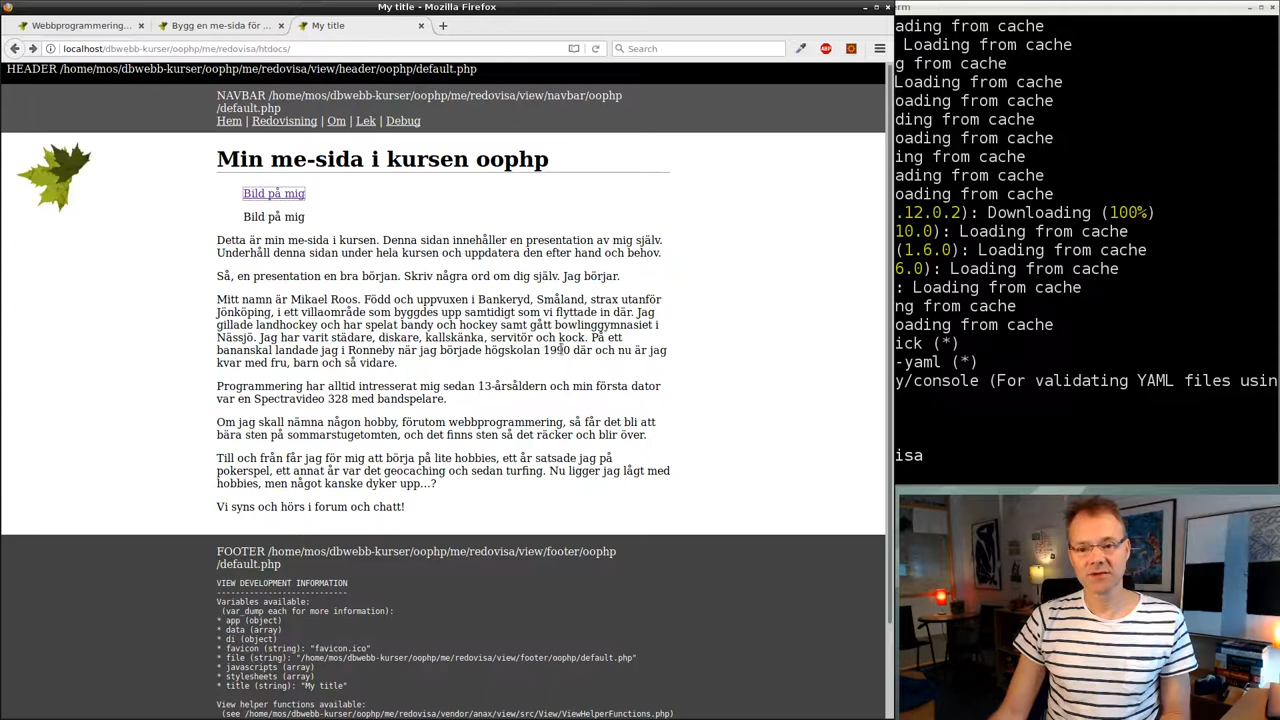 My title - Mozilla Firefox
Webprogrammering...
Bygg en me-sida för ...
My title
localhost/dbwebb-kurser/oophp/me/redovisa/htdocs/
Search
ABP
HEADER /home/mos/dbwebb-kurser/oophp/me/redovisa/view/header/oophp/default.php
NAVBAR /home/mos/dbwebb-kurser/oophp/me/redovisa/view/navbar/oophp
/default.php
Hem | Redovisning | Om | Lek | Debug
Min me-sida i kursen oophp
Bild på mig
Bild på mig
Detta är min me-sida i kursen. Denna sidan innehåller en presentation av mig själv.
Underhåll denna sidan under hela kursen och uppdatera den efter hand och behov.
Så, en presentation en bra början. Skriv några ord om dig själv. Jag börjar.
Mitt namn är Mikael Roos. Född och uppvuxen i Bankeryd, Småland, strax utanför
Jönköping, i ett villaområde som byggdes upp samtidigt som vi flyttade in där. Jag
gillade landhockey och har spelat bandy och hockey samt gått bowlinggymnasiet i
Nässjö. Jag har varit städare, diskare, kallskänka, servitör och kock. På ett
bananskal landade jag i Ronneby när jag började högskolan 1990 där och nu är jag
kvar med fru, barn och så vidare.
Programmering har alltid intresserat mig sedan 13-årsåldern och min första dator
var en Spectravideo 328 med bandspelare.
Om jag skall nämna någon hobby, förutom webbprogrammering, så får det bli att
bära sten på sommarstugetomten, och det finns sten så det räcker och blir över.
Till och från får jag för mig att börja på lite hobbies, ett år satsade jag på
pokerspel, ett annat år var det geocaching och sedan turfing. Nu ligger jag lågt med
hobbies, men något kanske dyker upp...?
Vi syns och hörs i forum och chatt!
FOOTER /home/mos/dbwebb-kurser/oophp/me/redovisa/view/footer/oophp
/default.php
VIEW DEVELOPMENT INFORMATION
---------------------------
Variables available:
(var_dump each for more information):
* app (object)
* data (array)
* di (object)
* favicon (string): "favicon.ico"
* file (string): "/home/mos/dbwebb-kurser/oophp/me/redovisa/view/footer/oophp/default.php"
* javascripts (array)
* stylesheets (array)
* title (string): "My title"
View helper functions available:
(see /home/mos/dbwebb-kurser/oophp/me/redovisa/vendor/anax/view/src/View/ViewHelperFunctions.php)
erm
ading from cache
Loading from cache
g from cache
Loading from cache
oading from cache
ding from cache
oading from cache
ing from cache
ading from cache
oading from cache
.12.0.2): Downloading (100%)
10.0): Loading from cache
(1.6.0): Loading from cache
6.0): Loading from cache
: Loading from cache
ng from cache
oading from cache
ick (*)
-yaml (*)
y/console (For validating YAML files usin
isa